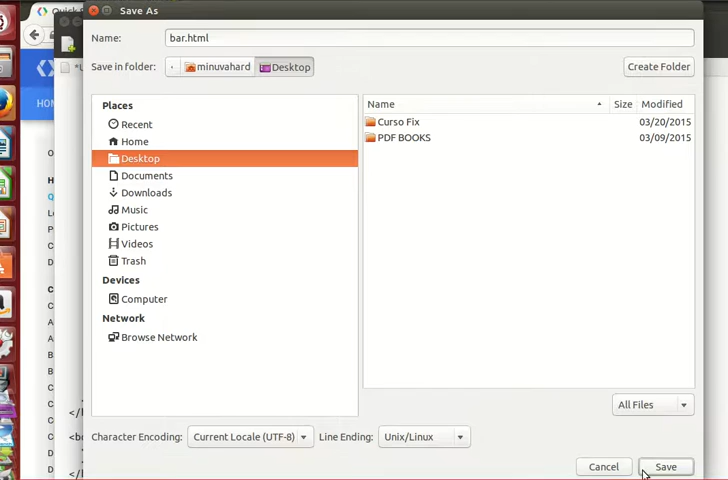 Save As
Name: bar.html
Save in folder: minuvahard Desktop Create Folder
Places
Recent
Home
Desktop
Documents
Downloads
Music
Pictures
Videos
Trash
Devices
Computer
Network
Browse Network
Name Size Modified
Curso Fix 03/20/2015
PDF BOOKS 03/09/2015
All Files
Character Encoding: Current Locale (UTF-8) Line Ending: Unix/Linux
Cancel Save